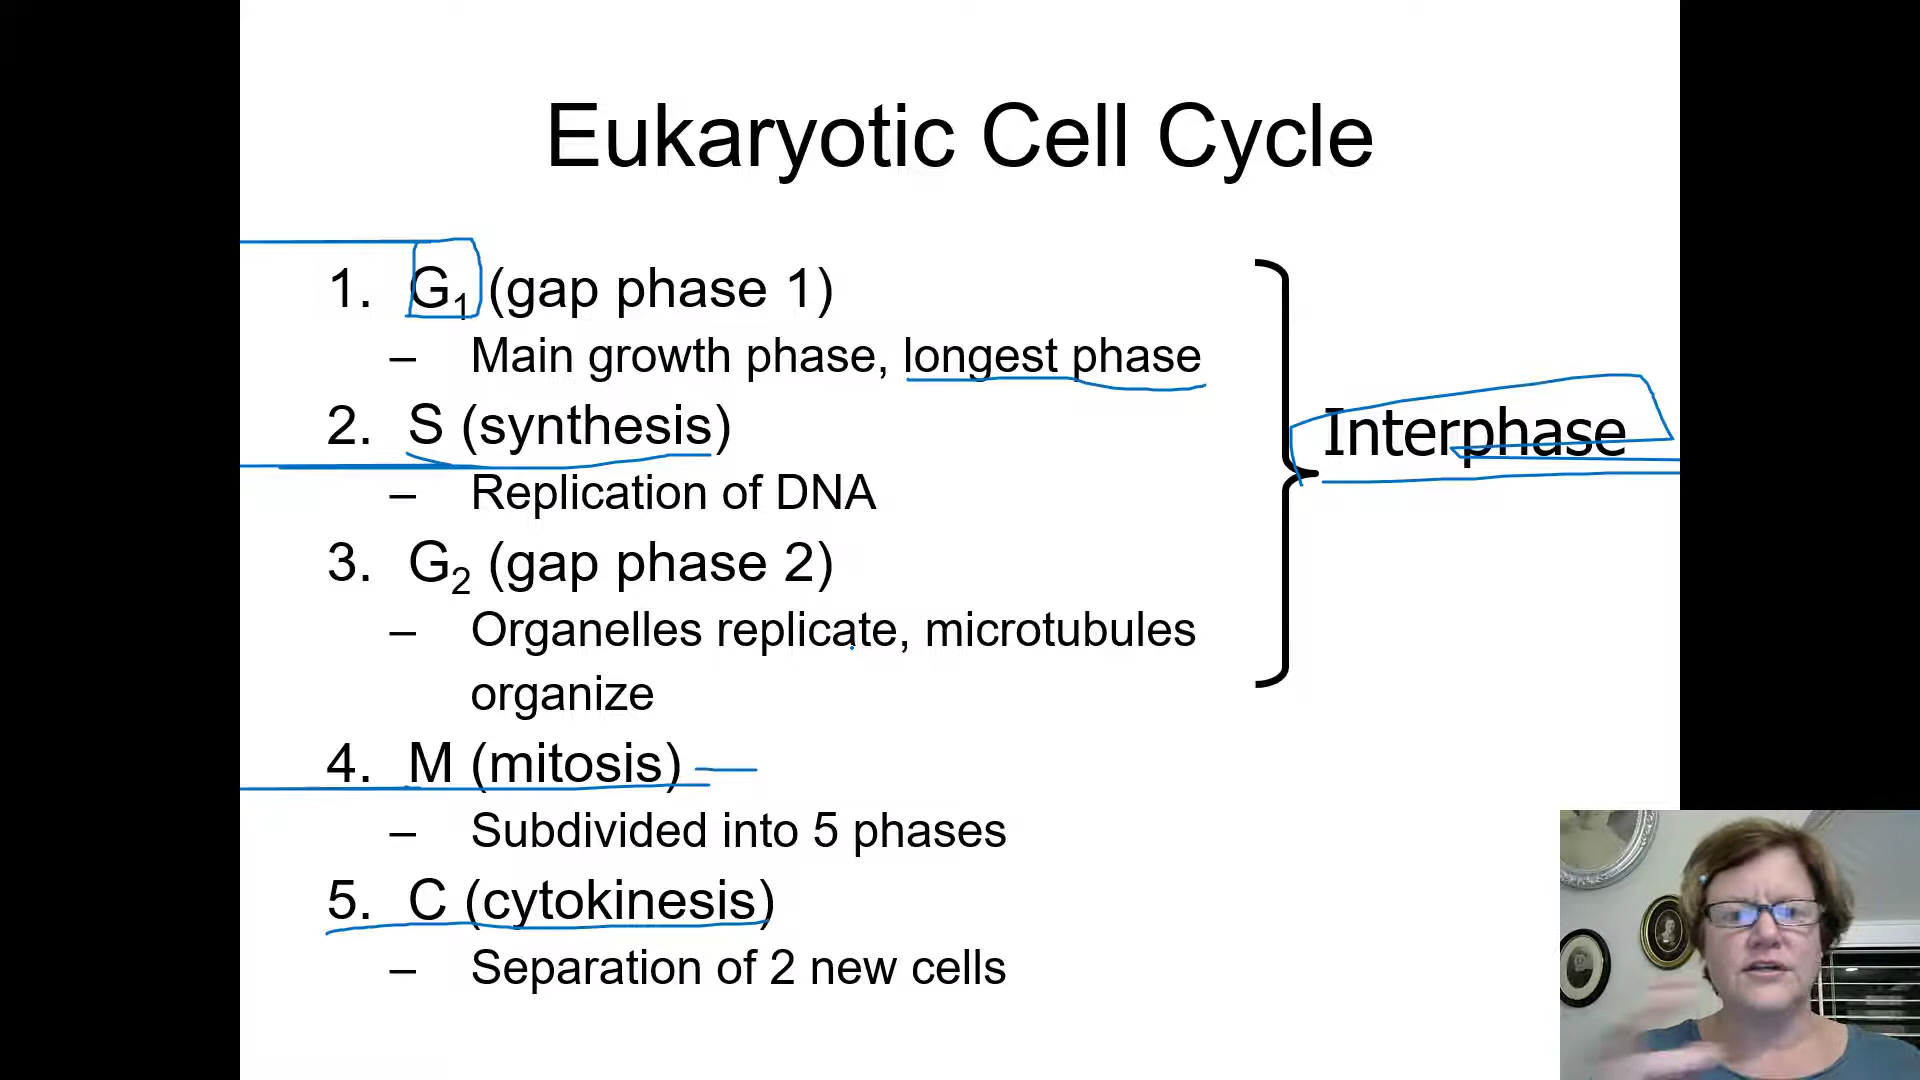 Eukaryotic Cell Cycle
1. G₁ (gap phase 1)
– Main growth phase, longest phase
2. S (synthesis)
– Replication of DNA
3. G₂ (gap phase 2)
– Organelles replicate, microtubules
organize
4. M (mitosis)
– Subdivided into 5 phases
5. C (cytokinesis)
– Separation of 2 new cells
Interphase